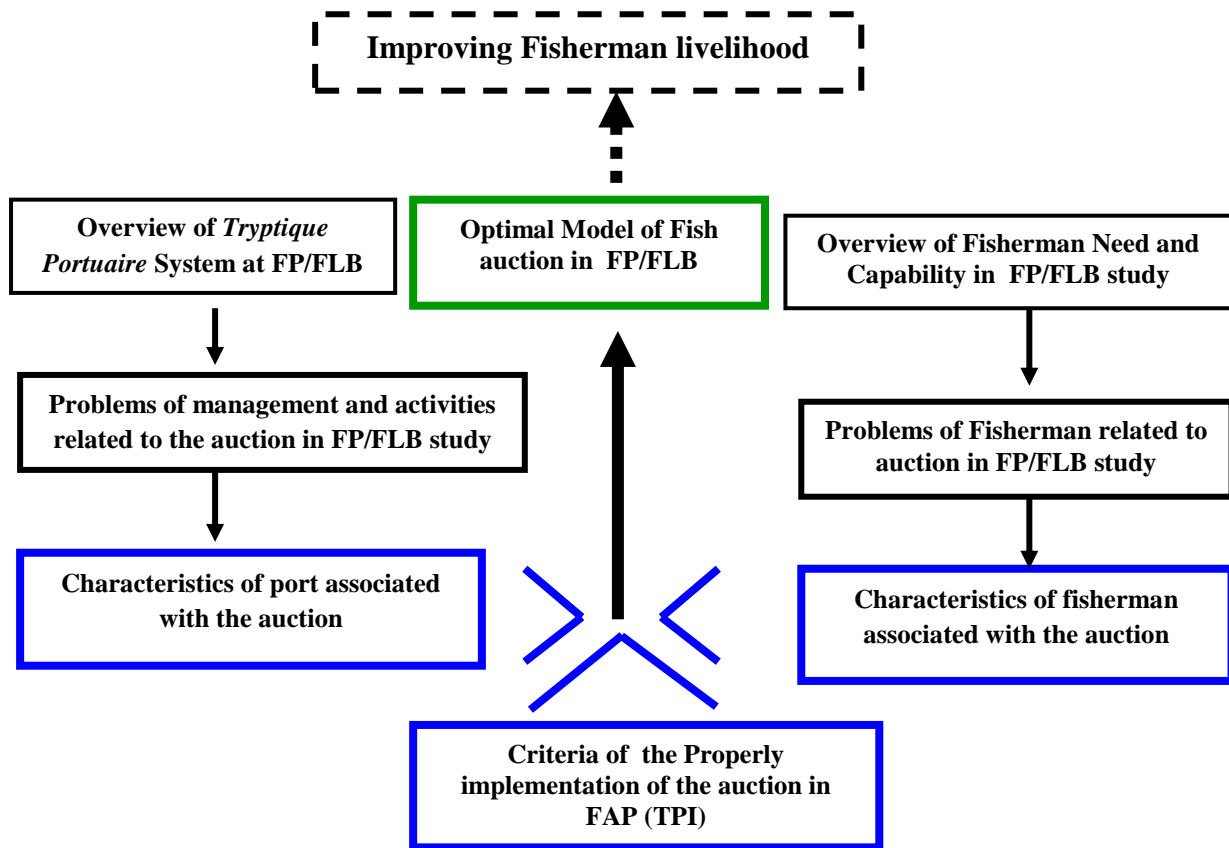 Improving Fisherman livelihood
Overview of Tryptique
Portuaire System at FP/FLB
Optimal Model of Fish
auction in FP/FLB
Overview of Fisherman Need and
Capability in FP/FLB study
Problems of management and activities
related to the auction in FP/FLB study
Problems of Fisherman related to
auction in FP/FLB study
Characteristics of port associated
with the auction
Characteristics of fisherman
associated with the auction
Criteria of the Properly
implementation of the auction in
FAP (TPI)